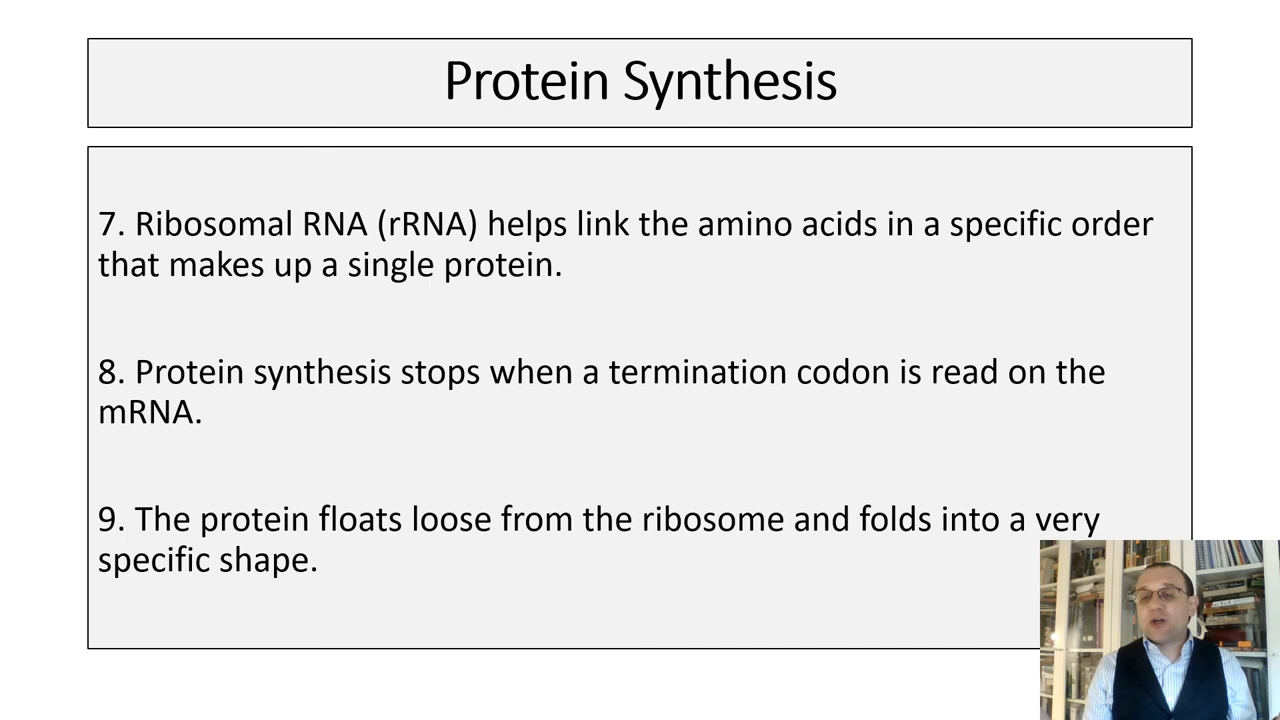 Protein Synthesis
7. Ribosomal RNA (rRNA) helps link the amino acids in a specific order
that makes up a single protein.
8. Protein synthesis stops when a termination codon is read on the
mRNA.
9. The protein floats loose from the ribosome and folds into a very
specific shape.